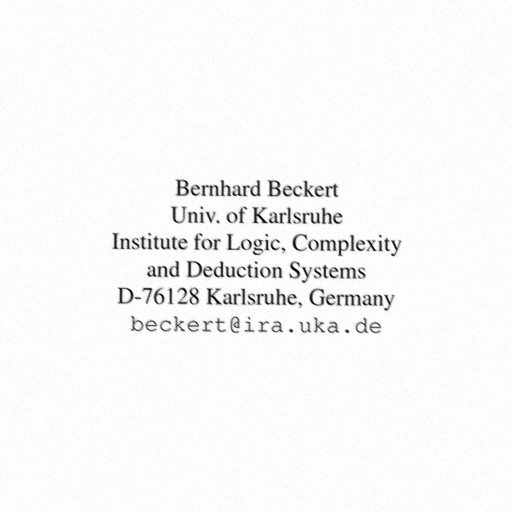 Bernhard Beckert
Univ. of Karlsruhe
Institute for Logic, Complexity
and Deduction Systems
D-76128 Karlsruhe, Germany
beckert@ira.uka.de